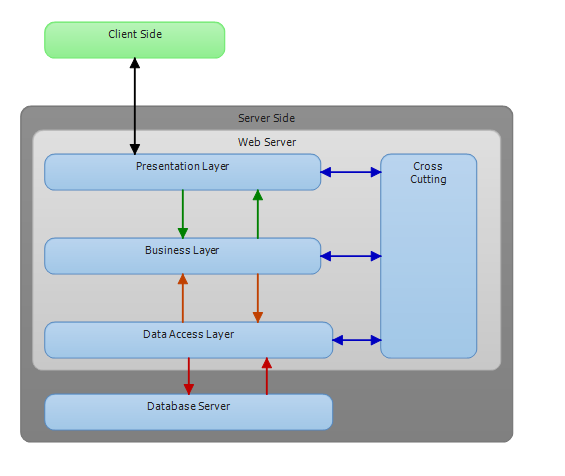 Client Side
Server Side
Web Server
Presentation Layer
Cross
Cutting
Business Layer
Data Access Layer
Database Server